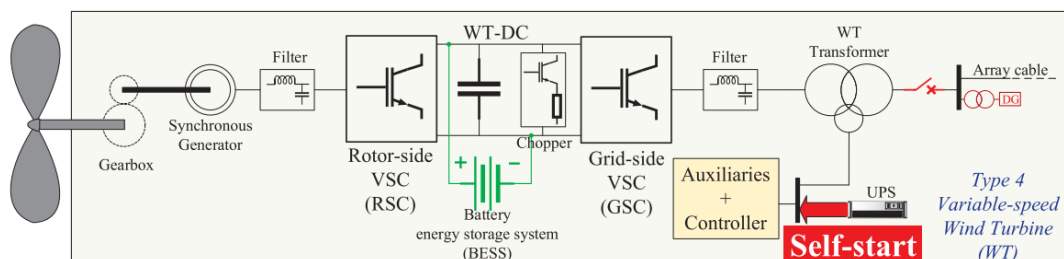 Gearbox
Synchronous
Generator
Filter
Rotor-side
VSC
(RSC)
WT-DC
Chopper
+
−
Battery
energy storage system
(BESS)
Grid-side
VSC
(GSC)
Filter
WT
Transformer
Array cable
DG
Auxiliaries
+
Controller
UPS
Self-start
Type 4
Variable-speed
Wind Turbine
(WT)